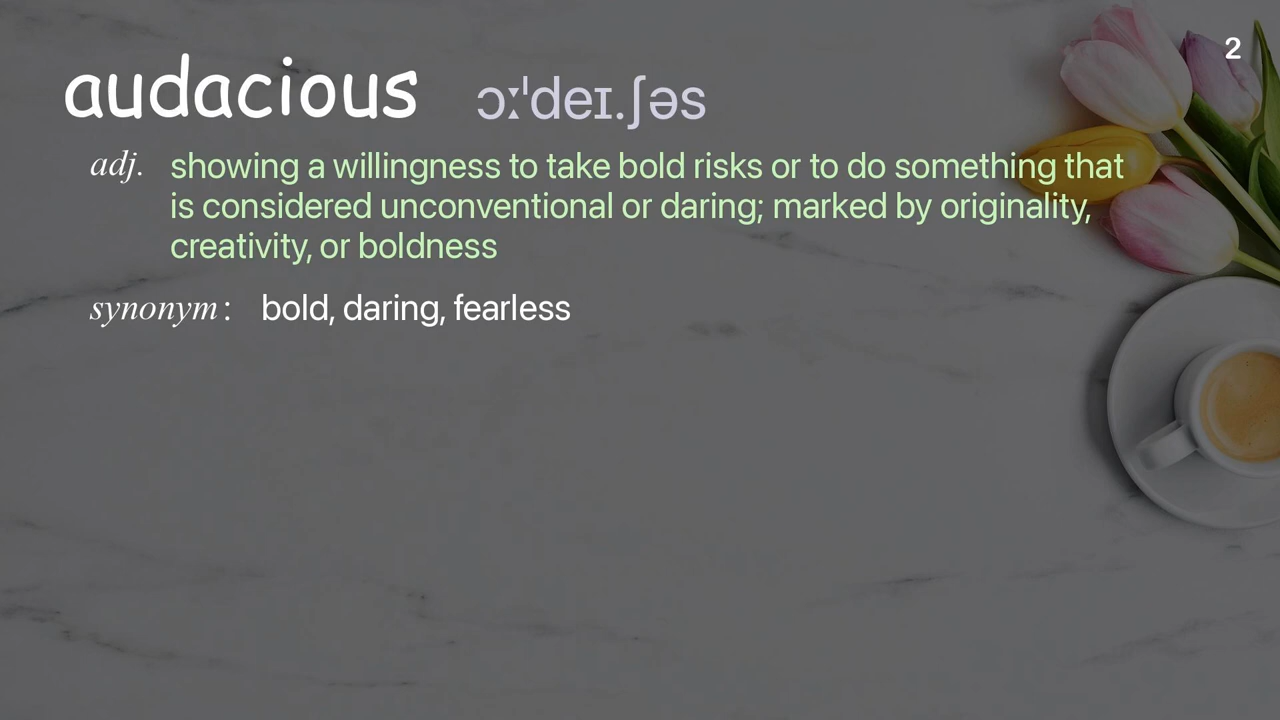 2
audacious ɔːˈdeɪ.ʃəs
adj. showing a willingness to take bold risks or to do something that
is considered unconventional or daring; marked by originality,
creativity, or boldness
synonym : bold, daring, fearless